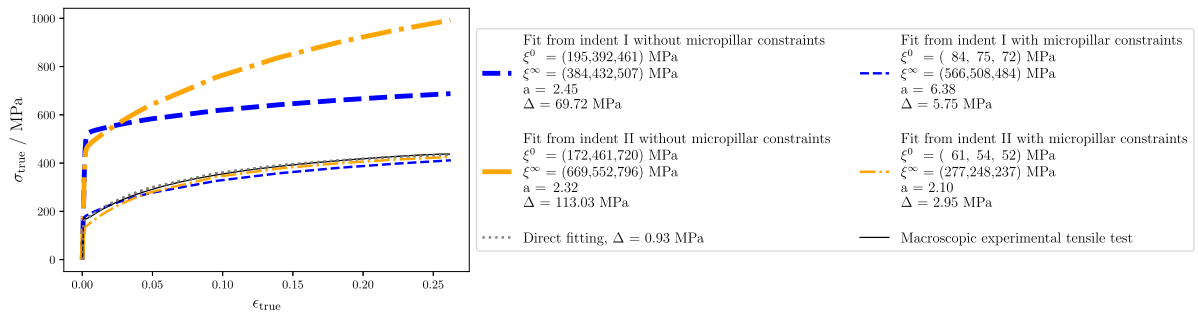 1000
800
600
400
200
0
σtrue / MPa
0.00 0.05 0.10 0.15 0.20 0.25
ϵtrue
Fit from indent I without micropillar constraints
ξ⁰ = (195,392,461) MPa
ξ^∞ = (384,432,507) MPa
a = 2.45
Δ = 69.72 MPa
Fit from indent II without micropillar constraints
ξ⁰ = (172,461,720) MPa
ξ^∞ = (669,552,796) MPa
a = 2.32
Δ = 113.03 MPa
Direct fitting, Δ = 0.93 MPa
Fit from indent I with micropillar constraints
ξ⁰ = ( 84, 75, 72) MPa
ξ^∞ = (566,508,484) MPa
a = 6.38
Δ = 5.75 MPa
Fit from indent II with micropillar constraints
ξ⁰ = ( 61, 54, 52) MPa
ξ^∞ = (277,248,237) MPa
a = 2.10
Δ = 2.95 MPa
Macroscopic experimental tensile test